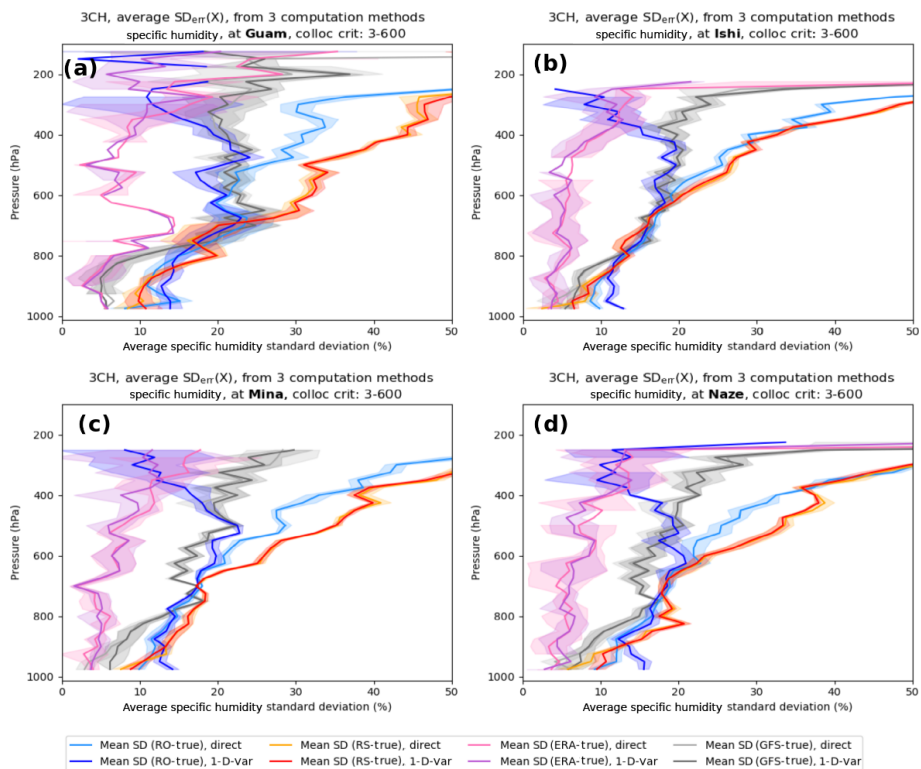 3CH, average SDerr(X), from 3 computation methods
specific humidity, at Guam, colloc crit: 3-600
(a)
Pressure (hPa)
200
400
600
800
1000
0 10 20 30 40 50
Average specific humidity standard deviation (%)
3CH, average SDerr(X), from 3 computation methods
specific humidity, at Ishi, colloc crit: 3-600
(b)
Pressure (hPa)
200
400
600
800
1000
0 10 20 30 40 50
Average specific humidity standard deviation (%)
3CH, average SDerr(X), from 3 computation methods
specific humidity, at Mina, colloc crit: 3-600
(c)
Pressure (hPa)
200
400
600
800
1000
0 10 20 30 40 50
Average specific humidity standard deviation (%)
3CH, average SDerr(X), from 3 computation methods
specific humidity, at Naze, colloc crit: 3-600
(d)
Pressure (hPa)
200
400
600
800
1000
0 10 20 30 40 50
Average specific humidity standard deviation (%)
Mean SD (RO-true), direct
Mean SD (RO-true), 1-D-var
Mean SD (RS-true), direct
Mean SD (RS-true), 1-D-var
Mean SD (ERA-true), direct
Mean SD (ERA-true), 1-D-var
Mean SD (GFS-true), direct
Mean SD (GFS-true), 1-D-var